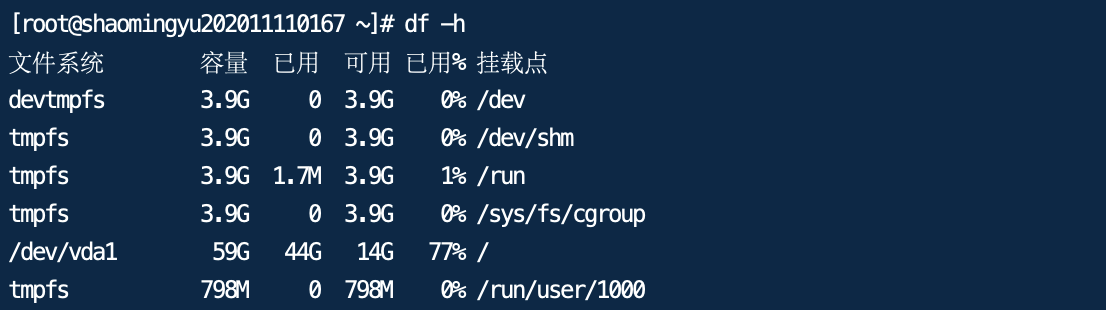 [root@shaomingyu202011110167 ~]# df -h
文件系统 容量 已用 可用 已用% 挂载点
devtmpfs 3.9G 0 3.9G 0% /dev
tmpfs 3.9G 0 3.9G 0% /dev/shm
tmpfs 3.9G 1.7M 3.9G 1% /run
tmpfs 3.9G 0 3.9G 0% /sys/fs/cgroup
/dev/vda1 59G 44G 14G 77% /
tmpfs 798M 0 798M 0% /run/user/1000